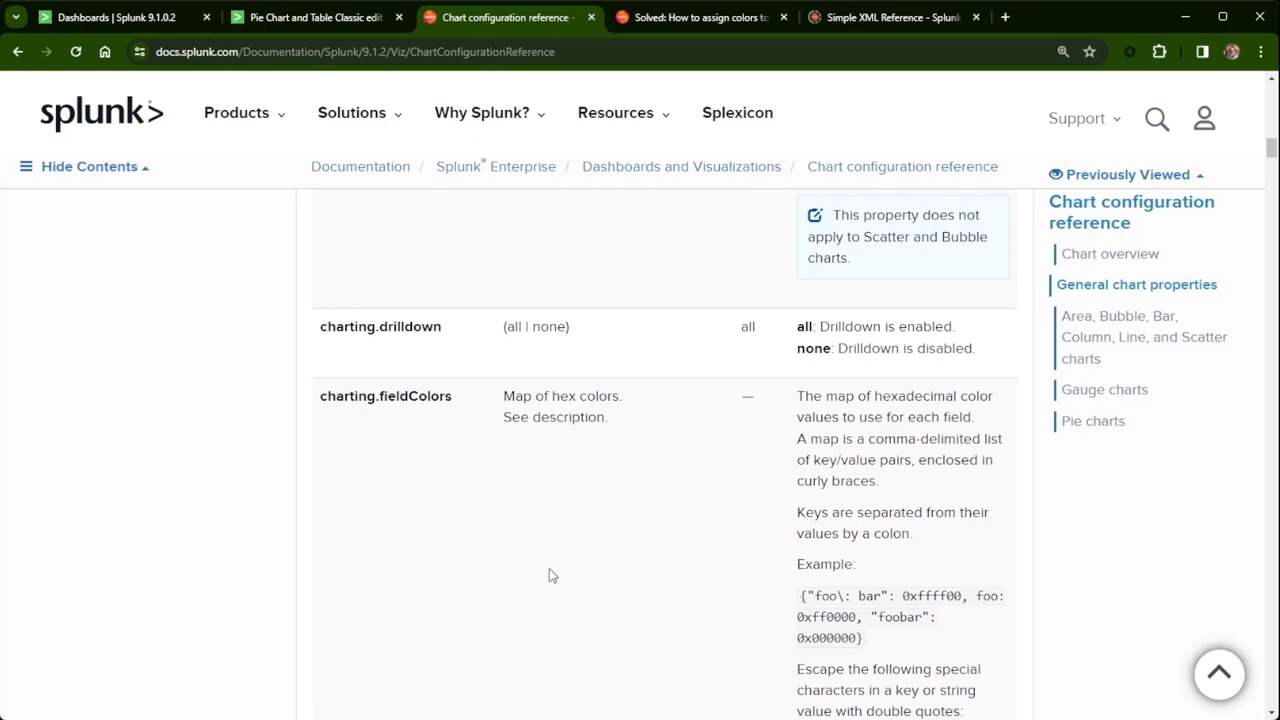 Dashboards | Splunk 9.1.0.2
Pie Chart and Table Classic edit
Chart configuration reference -
Solved: How to assign colors to
Simple XML Reference - Splunk
docs.splunk.com/Documentation/Splunk/9.1.2/Viz/ChartConfigurationReference
splunk>
Products
Solutions
Why Splunk?
Resources
Splexicon
Support
Hide Contents
Documentation / Splunk® Enterprise / Dashboards and Visualizations / Chart configuration reference
Previously Viewed
This property does not
apply to Scatter and Bubble
charts.
charting.drilldown
(all | none)
all
all: Drilldown is enabled.
none: Drilldown is disabled.
charting.fieldColors
Map of hex colors.
See description.
—
The map of hexadecimal color
values to use for each field.
A map is a comma-delimited list
of key/value pairs, enclosed in
curly braces.
Keys are separated from their
values by a colon.
Example:
{"foo\: bar": 0xffff00, foo:
0xff0000, "foobar":
0x000000}
Escape the following special
characters in a key or string
value with double quotes:
Chart configuration
reference
Chart overview
General chart properties
Area, Bubble, Bar,
Column, Line, and Scatter
charts
Gauge charts
Pie charts